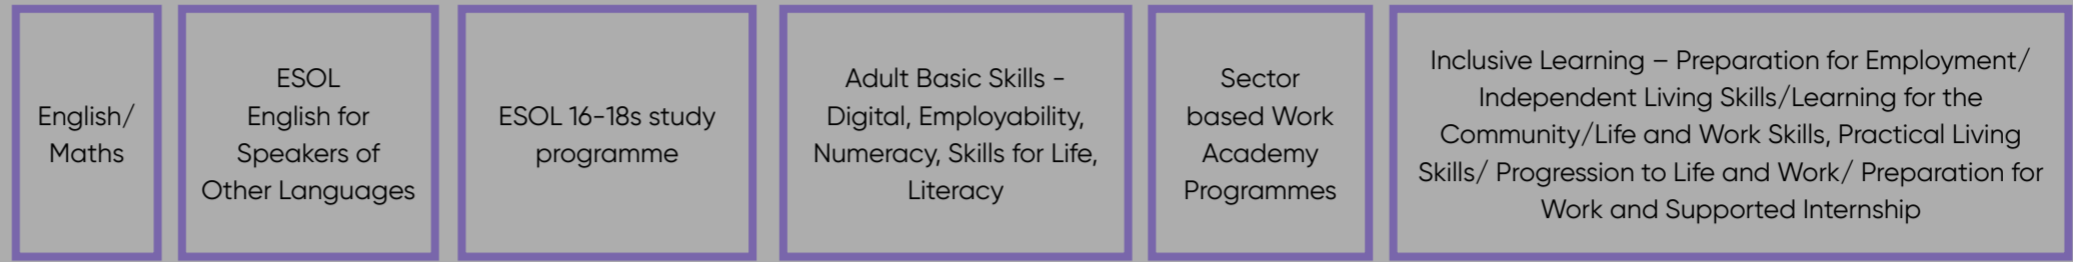 English/
Maths
ESOL
English for
Speakers of
Other Languages
ESOL 16-18s study
programme
Adult Basic Skills -
Digital, Employability,
Numeracy, Skills for Life,
Literacy
Sector
based Work
Academy
Programmes
Inclusive Learning – Preparation for Employment/
Independent Living Skills/Learning for the
Community/Life and Work Skills, Practical Living
Skills/ Progression to Life and Work/ Preparation for
Work and Supported Internship